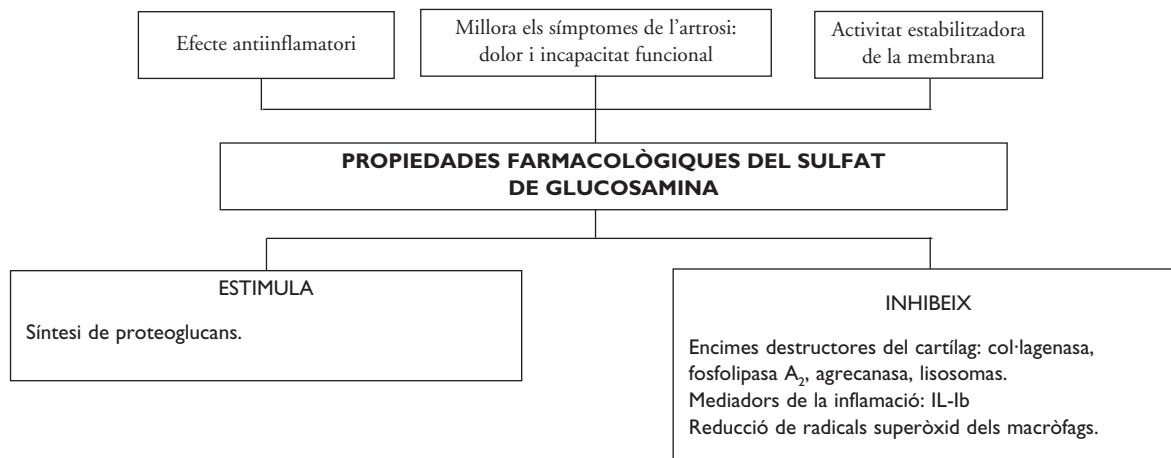 Efecte antiinflamatori
Millora els símptomes de l'artrosi:
dolor i incapacitat funcional
Activitat estabilitzadora
de la membrana
PROPIEDADES FARMACOLÒGIQUES DEL SULFAT
DE GLUCOSAMINA
ESTIMULA
Síntesi de proteoglucans.
INHIBEIX
Encimes destructores del cartílag: col·lagenasa,
fosfolipasa A₂, agrecanasa, lisosomas.
Mediadors de la inflamació: IL-Ib
Reducció de radicals superòxid dels macròfags.